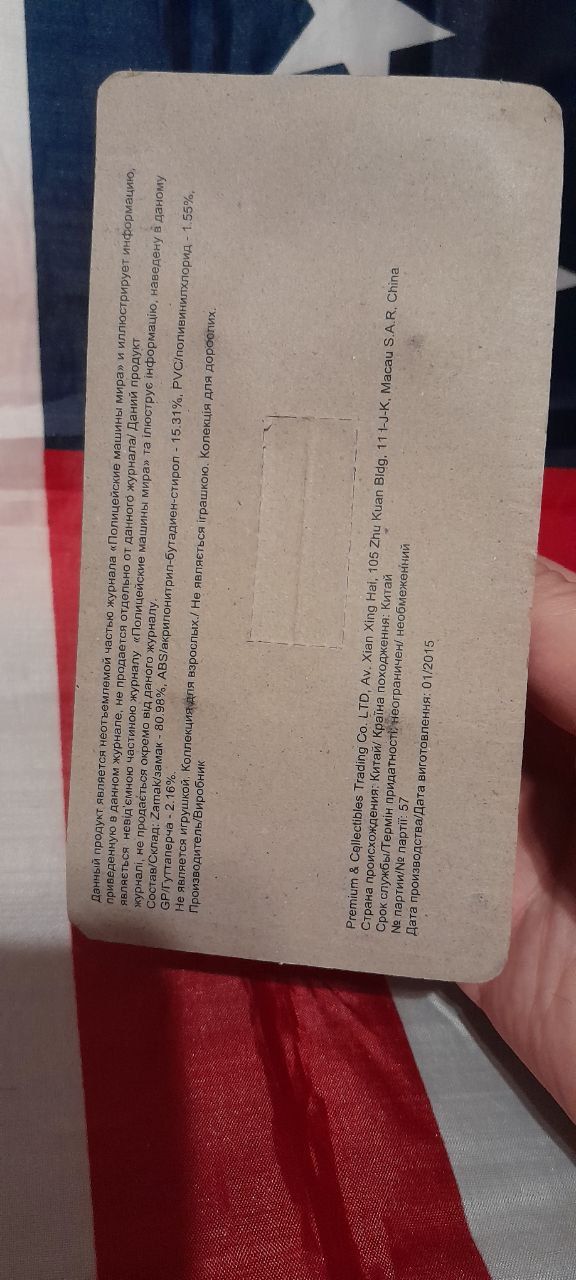 Данный продукт является неотъемлемой частью журнала «Полицейские машины мира» и иллюстрирует информацию,
приведенную в данном журнале, не продается отдельно от данного журнала/ Даний продукт
являється невід'ємною частиною журналу «Полицейские машины мира» та ілюструє інформацію, наведену в даному
журналі, не продається окремо від даного журналу.
Состав/Склад: Zamak/замак - 80.98%, ABS/акрилонитрил-бутадиен-стирол - 15.31%, PVC/поливинилхлорид - 1.55%,
GP/Гуттаперча - 2.16%.
Не является игрушкой. Коллекция для взрослых./ Не являється іграшкою. Колекція для дорослих.
Производитель/Виробник
Premium & Collectibles Trading Co. LTD, Av. Xian Xing Hai, 105 Zhu Kuan Bldg, 11 I-J-K, Macau S.A.R, China
Страна происхождения: Китай/ Країна походження: Китай
Срок службы/Термін придатності: неограничен/ необмеженний
№ партии/№ партії: 57
Дата производства/Дата виготовлення: 01/2015